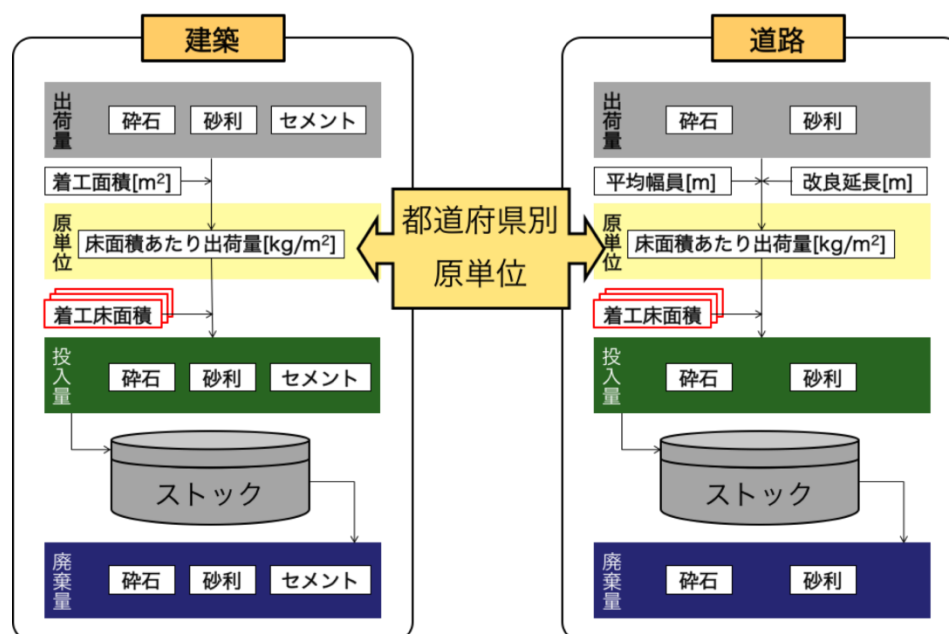 建築
出荷量
砕石
砂利
セメント
着工面積[m²]
原単位
床面積あたり出荷量[kg/m²]
着工床面積
投入量
砕石
砂利
セメント
ストック
廃棄量
砕石
砂利
セメント
都道府県別
原単位
道路
出荷量
砕石
砂利
平均幅員[m]
改良延長[m]
原単位
床面積あたり出荷量[kg/m²]
着工床面積
投入量
砕石
砂利
ストック
廃棄量
砕石
砂利